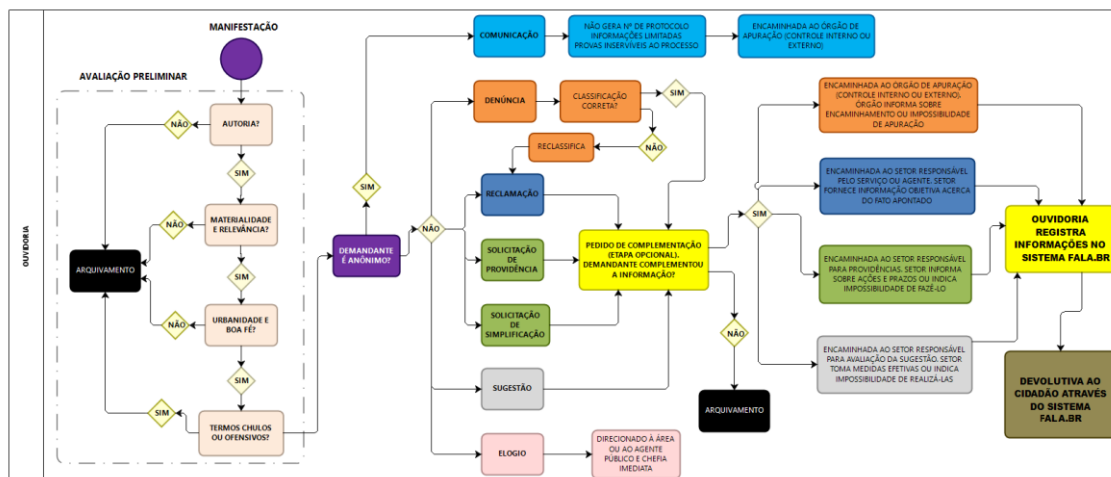 OUVIDORIA
MANIFESTAÇÃO
AVALIAÇÃO PRELIMINAR
AUTORIA?
NÃO
SIM
MATERIALIDADE
E RELEVÂNCIA?
NÃO
SIM
ARQUIVAMENTO
URBANIDADE E
BOA FÉ?
NÃO
SIM
TERMOS CHULOS
OU OFENSIVOS?
SIM
DEMANDANTE
É ANÔNIMO?
SIM
NÃO
COMUNICAÇÃO
NÃO GERA Nº DE PROTOCOLO
INFORMAÇÕES LIMITADAS
PROVAS INSERVÍVEIS AO PROCESSO
ENCAMINHADA AO ÓRGÃO DE
APURAÇÃO (CONTROLE INTERNO OU
EXTERNO)
DENÚNCIA
CLASSIFICAÇÃO
CORRETA?
SIM
NÃO
RECLASSIFICA
RECLAMAÇÃO
SOLICITAÇÃO
DE
PROVIDÊNCIA
SOLICITAÇÃO
DE
SIMPLIFICAÇÃO
SUGESTÃO
ELOGIO
DIRECIONADO À ÁREA
OU AO AGENTE
PÚBLICO E CHEFIA
IMEDIATA
PEDIDO DE COMPLEMENTAÇÃO
(ETAPA OPCIONAL).
DEMANDANTE COMPLEMENTOU
A INFORMAÇÃO?
SIM
NÃO
ARQUIVAMENTO
ENCAMINHADA AO ÓRGÃO DE APURAÇÃO
(CONTROLE INTERNO OU EXTERNO).
ÓRGÃO INFORMA SOBRE
ENCAMINHAMENTO OU IMPOSSIBILIDADE
DE APURAÇÃO
ENCAMINHADA AO SETOR RESPONSÁVEL
PELO SERVIÇO OU AGENTE. SETOR
FORNECE INFORMAÇÃO OBJETIVA ACERCA
DO FATO APONTADO
ENCAMINHADA AO SETOR RESPONSÁVEL
PARA PROVIDÊNCIAS. SETOR INFORMA
SOBRE AÇÕES E PRAZOS OU INDICA
IMPOSSIBILIDADE DE FAZÊ-LO
ENCAMINHADA AO SETOR RESPONSÁVEL
PARA AVALIAÇÃO DA SUGESTÃO. SETOR
TOMA MEDIDAS EFETIVAS OU INDICA
IMPOSSIBILIDADE DE REALIZÁ-LAS
OUVIDORIA
REGISTRA
INFORMAÇÕES NO
SISTEMA FALA.BR
DEVOLUTIVA AO
CIDADÃO ATRAVÉS
DO SISTEMA
FALA.BR